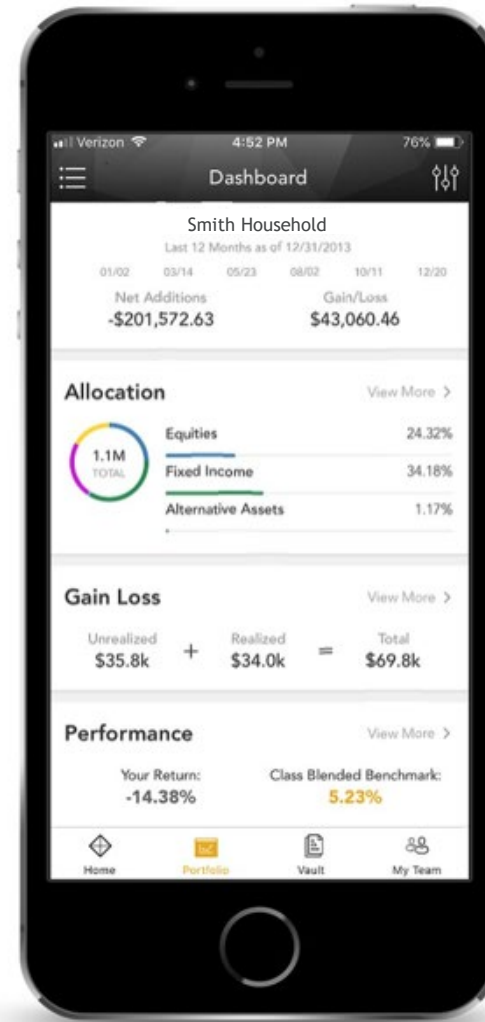 Verizon 4:52 PM 76%
Dashboard
Smith Household
Last 12 Months as of 12/31/2013
01/02 03/14 05/23 08/02 10/11 12/20
Net Additions Gain/Loss
-$201,572.63 $43,060.46
Allocation View More >
1.1M
TOTAL
Equities 24.32%
Fixed Income 34.18%
Alternative Assets 1.17%
Gain Loss View More >
Unrealized Realized Total
$35.8k + $34.0k = $69.8k
Performance View More >
Your Return: Class Blended Benchmark:
-14.38% 5.23%
Home Portfolio Vault My Team